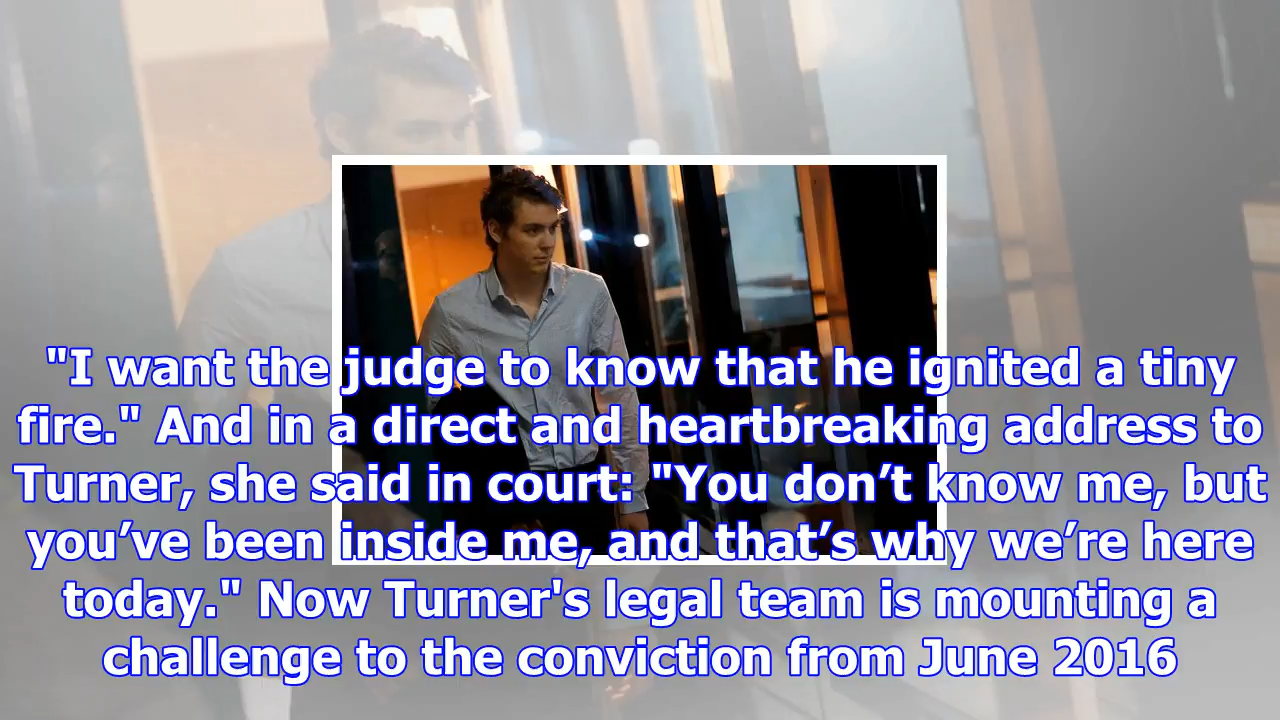 "I want the judge to know that he ignited a tiny
fire." And in a direct and heartbreaking address to
Turner, she said in court: "You don’t know me, but
you’ve been inside me, and that’s why we’re here
today." Now Turner's legal team is mounting a
challenge to the conviction from June 2016